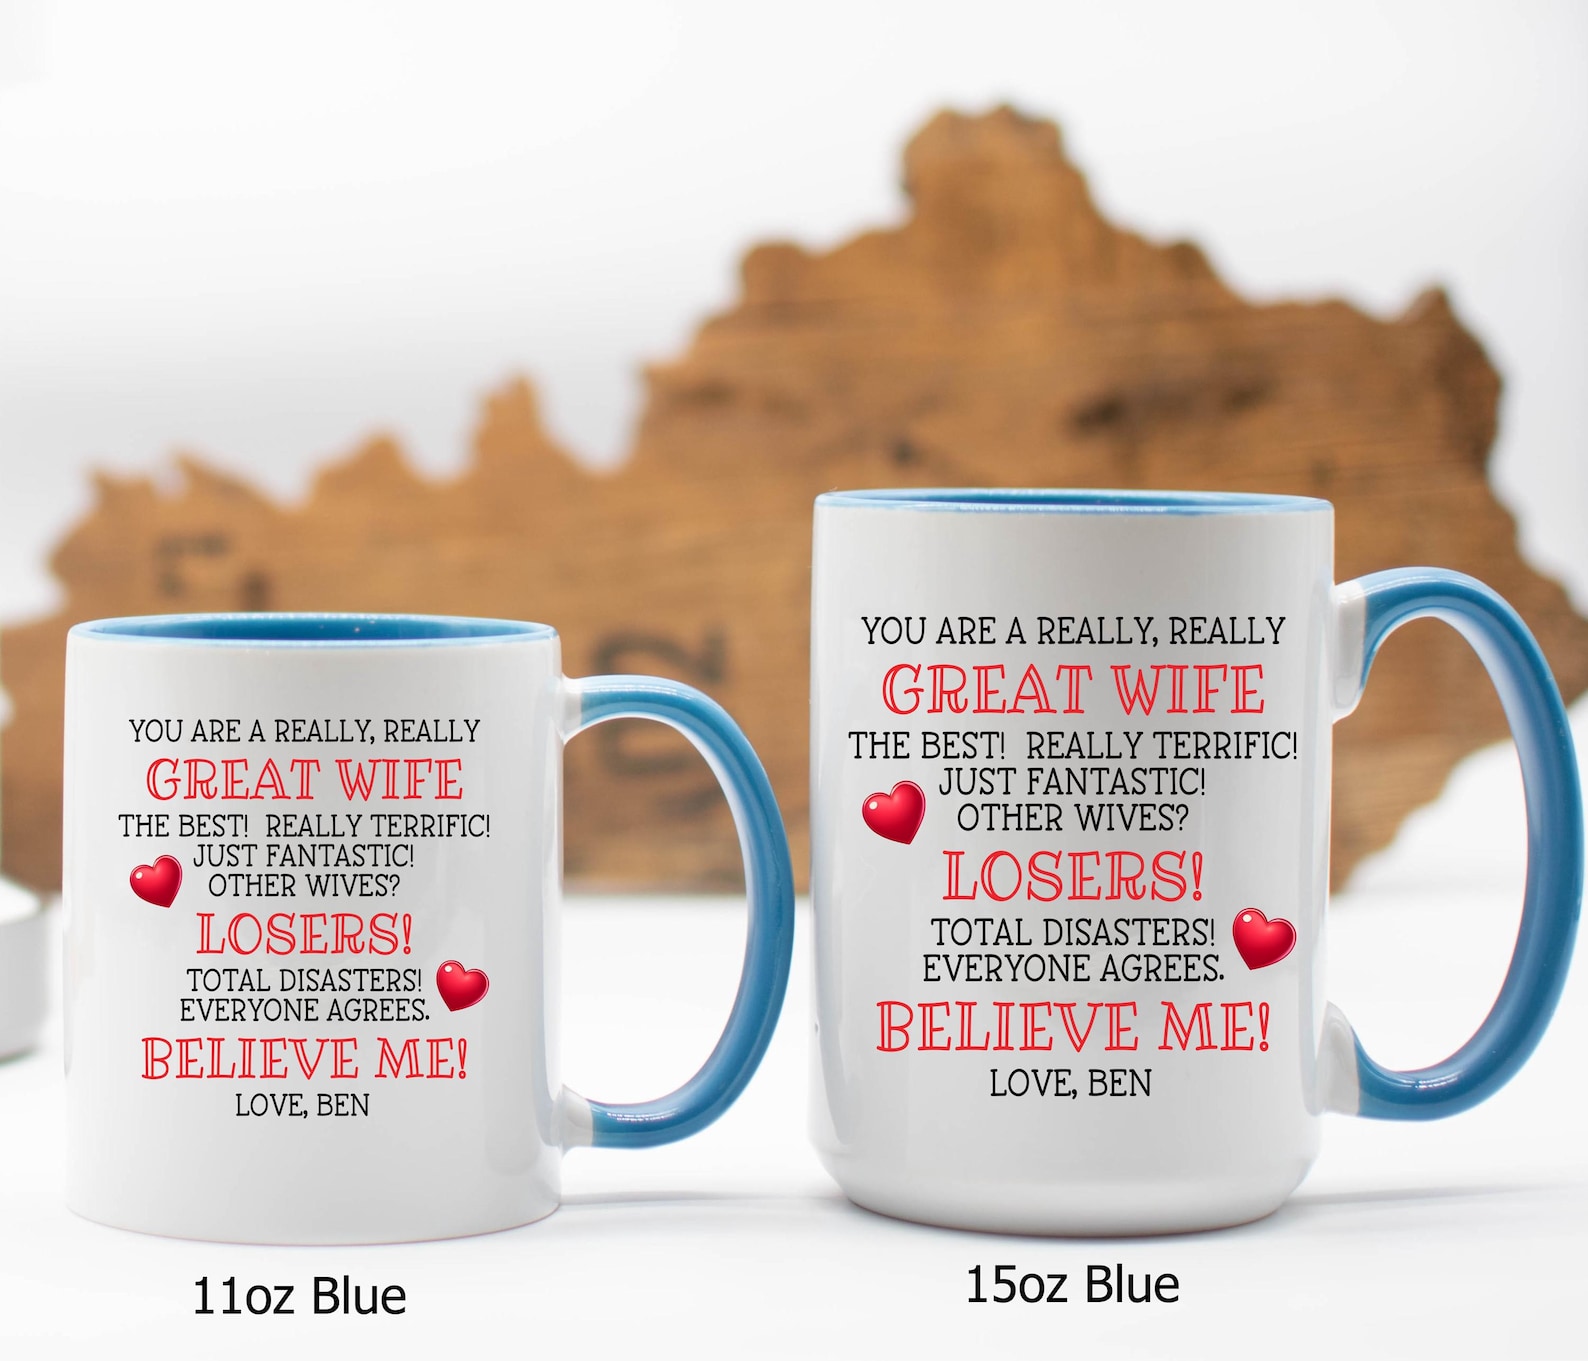 YOU ARE A REALLY, REALLY
GREAT WIFE
THE BEST! REALLY TERRIFIC!
JUST FANTASTIC!
OTHER WIVES?
LOSERS!
TOTAL DISASTERS!
EVERYONE AGREES.
BELIEVE ME!
LOVE, BEN
11oz Blue
YOU ARE A REALLY, REALLY
GREAT WIFE
THE BEST! REALLY TERRIFIC!
JUST FANTASTIC!
OTHER WIVES?
LOSERS!
TOTAL DISASTERS!
EVERYONE AGREES.
BELIEVE ME!
LOVE, BEN
15oz Blue